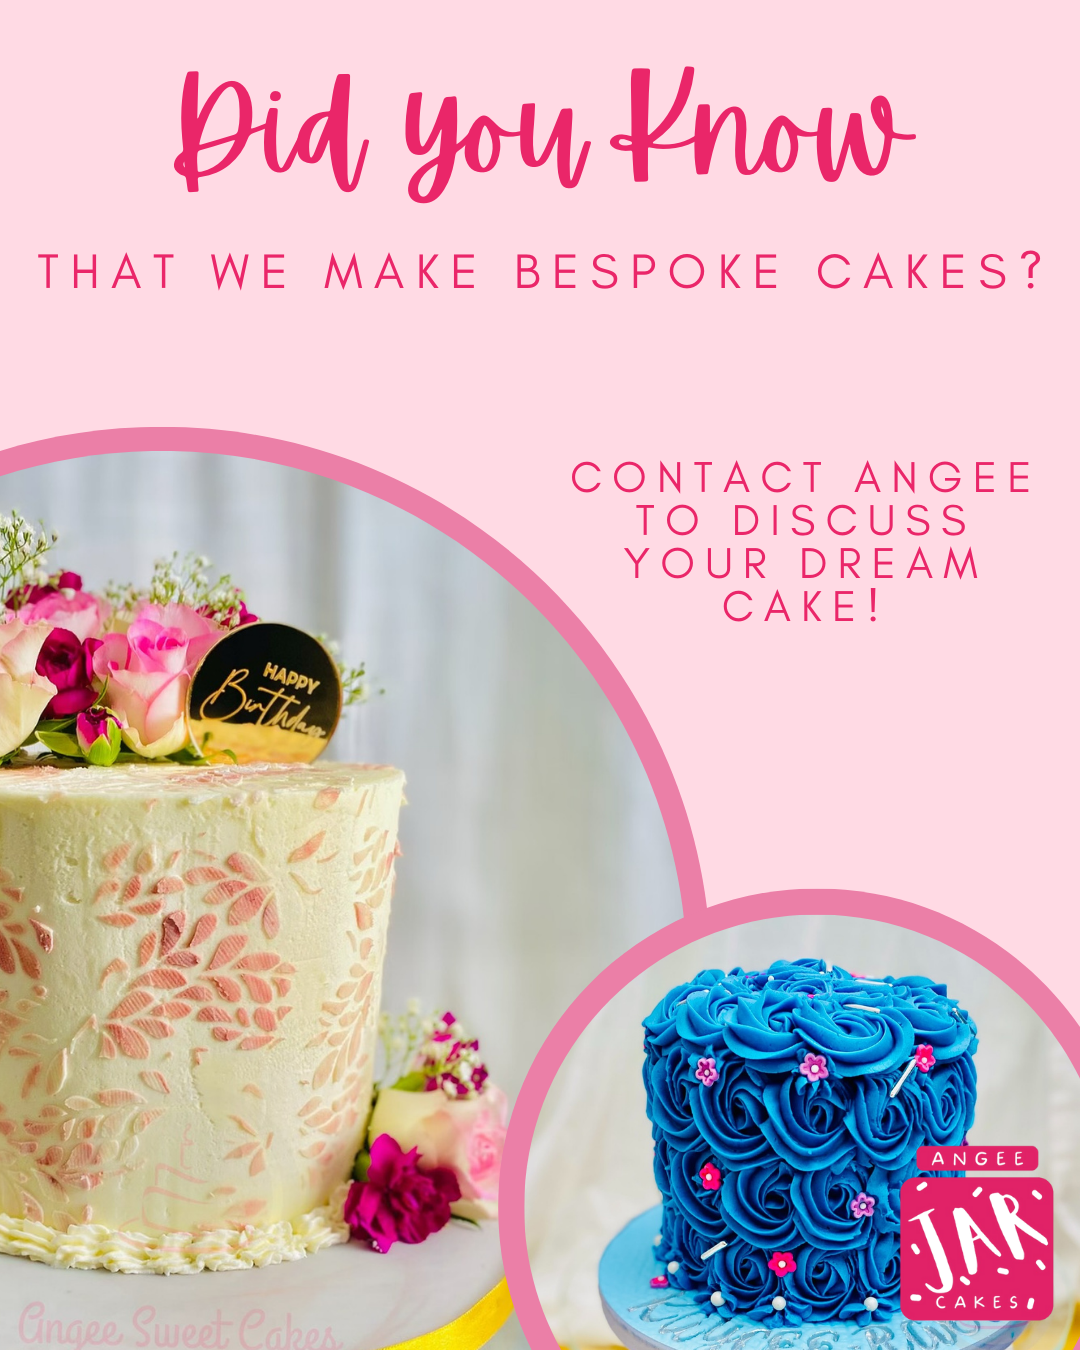 Did you Know
THAT WE MAKE BESPOKE CAKES?
CONTACT ANGEE
TO DISCUSS
YOUR DREAM
CAKE!
HAPPY
Birthday
ANGEE
JAR
CAKES
Angee Sweet Cakes